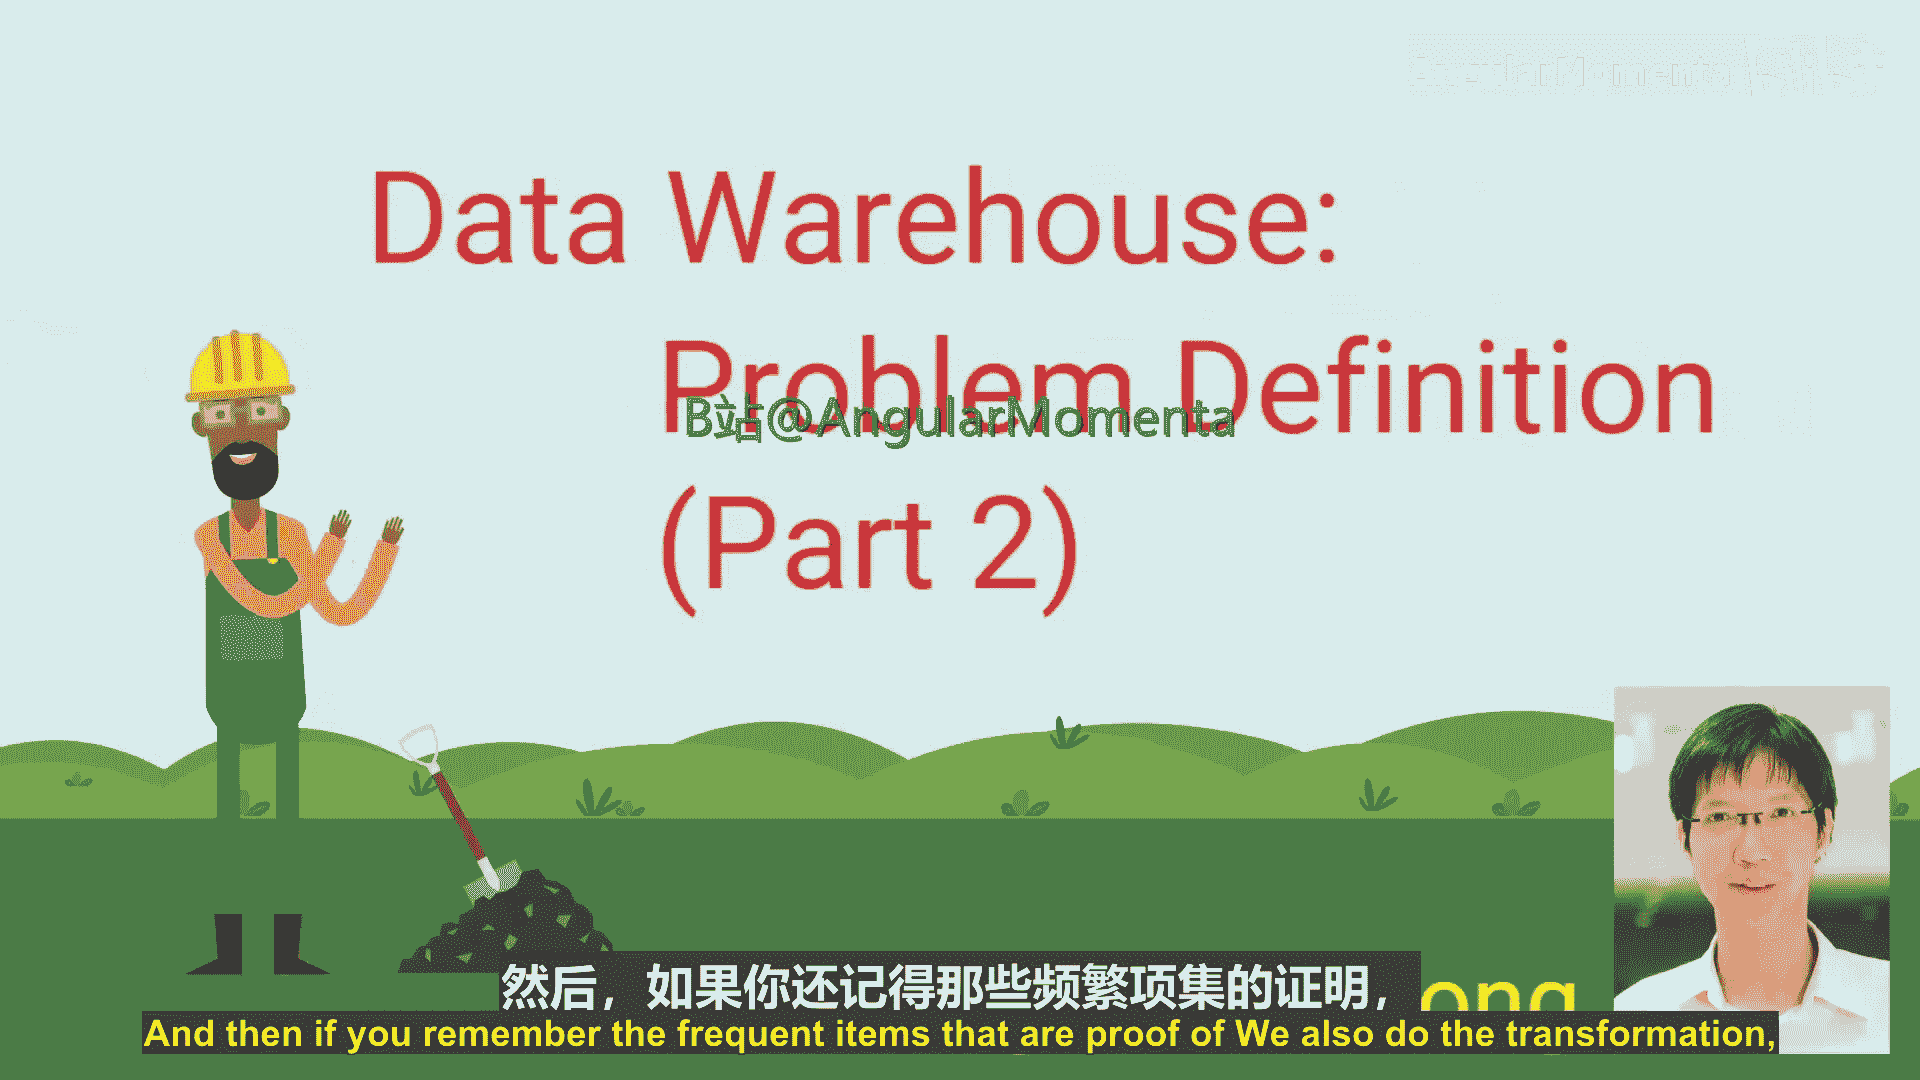 Data Warehouse:
Problem Definition
B站@AngularMomenta
(Part 2)
然后，如果你还记得那些频繁项集的证明，
ong
And then if you remember the frequent items that are proof of We also do the transformation,